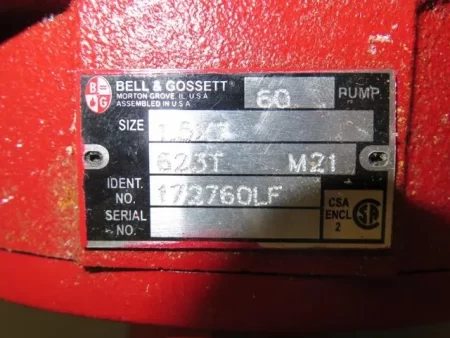 B G
BELL & GOSSETT®
MORTON GROVE, IL U.S.A
ASSEMBLED IN U.S.A
60 PUMP
SIZE
623T M21
IDENT. NO. 172760LF
SERIAL NO.
CSA
ENCL
2